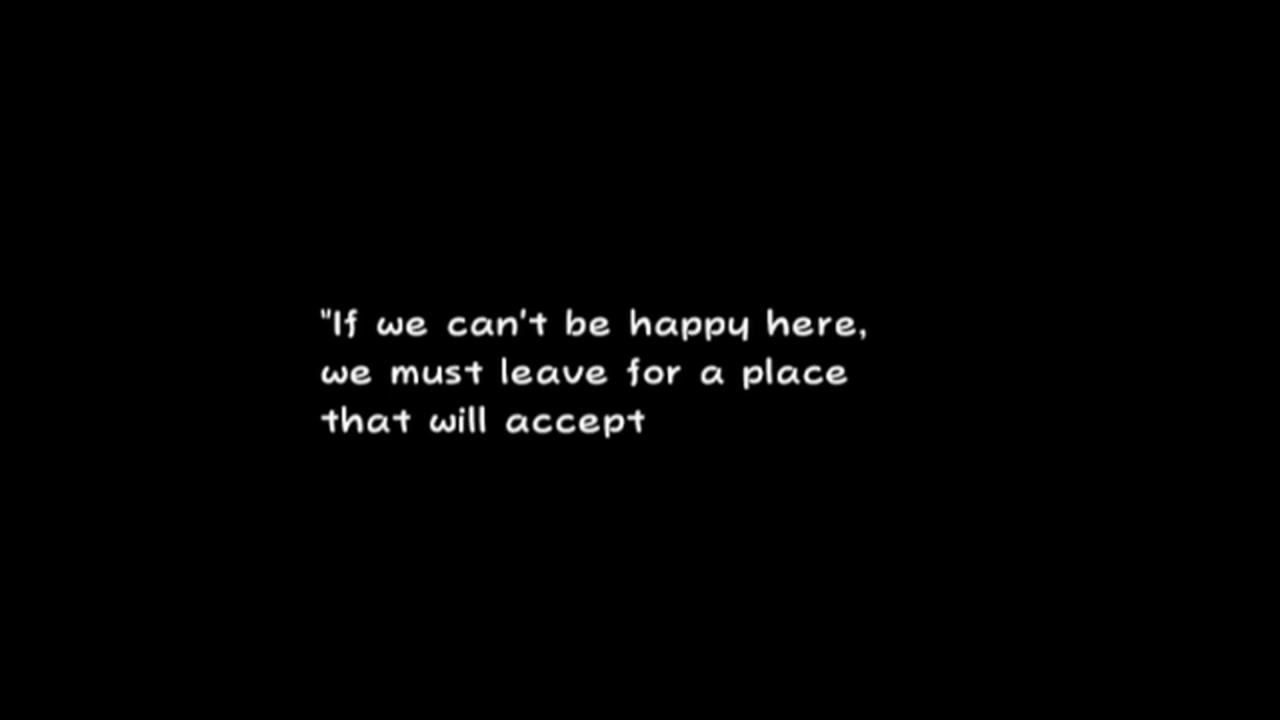 "If we can't be happy here,
we must leave for a place
that will accept